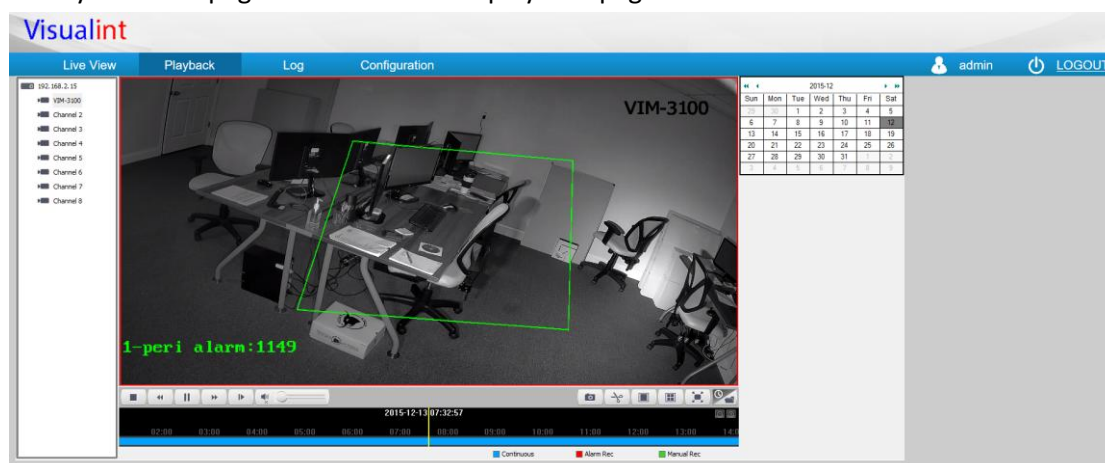 Visualint
Live View Playback Log Configuration admin LOGOUT
192.168.2.15
VIM-3100
Channel 2
Channel 3
Channel 4
Channel 5
Channel 6
Channel 7
Channel 8
VIM-3100
1-peri alarm:1149
2015-12
Sun Mon Tue Wed Thu Fri Sat
29 30 1 2 3 4 5
6 7 8 9 10 11 12
13 14 15 16 17 18 19
20 21 22 23 24 25 26
27 28 29 30 31 1 2
3 4 5 6 7 8 9
2015-12-13 07:32:57
02:00 03:00 04:00 05:00 06:00 07:00 08:00 09:00 10:00 11:00 12:00 13:00
Continuous Alarm Rec Manual Rec